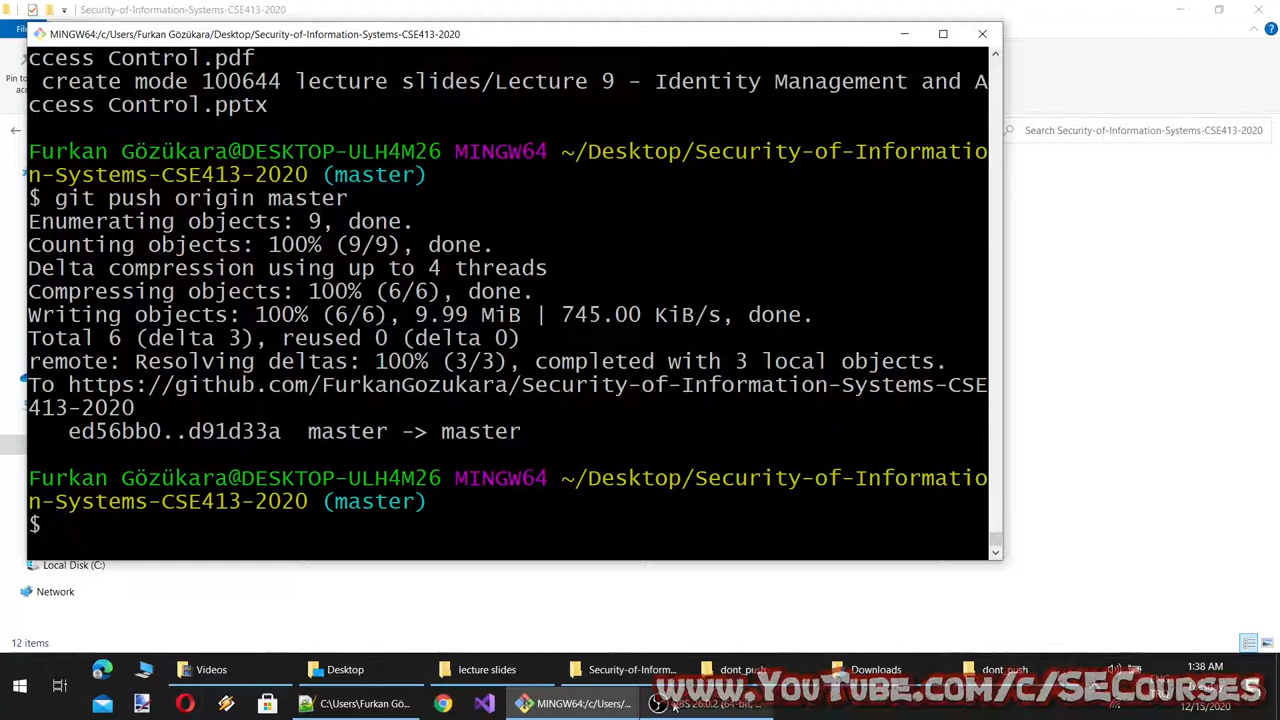 Security-of-Information-Systems-CSE413-2020
MINGW64:/c/Users/Furkan Gözükara/Desktop/Security-of-Information-Systems-CSE413-2020
ccess Control.pdf
create mode 100644 lecture slides/Lecture 9 - Identity Management and A
ccess Control.pptx
Search Security-of-Information-Systems-CSE413-2020
Furkan Gözükara@DESKTOP-ULH4M26 MINGW64 ~/Desktop/Security-of-Informatio
n-Systems-CSE413-2020 (master)
$ git push origin master
Enumerating objects: 9, done.
Counting objects: 100% (9/9), done.
Delta compression using up to 4 threads
Compressing objects: 100% (6/6), done.
Writing objects: 100% (6/6), 9.99 MiB | 745.00 KiB/s, done.
Total 6 (delta 3), reused 0 (delta 0)
remote: Resolving deltas: 100% (3/3), completed with 3 local objects.
To https://github.com/FurkanGozukara/Security-of-Information-Systems-CSE
413-2020
ed56bb0..d91d33a master -> master
Furkan Gözükara@DESKTOP-ULH4M26 MINGW64 ~/Desktop/Security-of-Informatio
n-Systems-CSE413-2020 (master)
$
Local Disk (C:)
Network
12 items
Videos
Desktop
lecture slides
Security-of-Inform...
dont_push
Downloads
dont_push
1:38 AM
Tuesday
12/15/2020
C:\Users\Furkan Gö...
MINGW64:/c/Users/...
OBS 26.0.2 (64-bit, ...
www.YouTube.com/c/SECourses